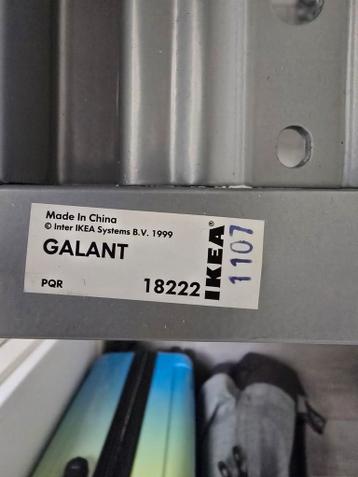 Made In China
© Inter IKEA Systems B.V. 1999
GALANT
PQR
18222
IKEA®
1107